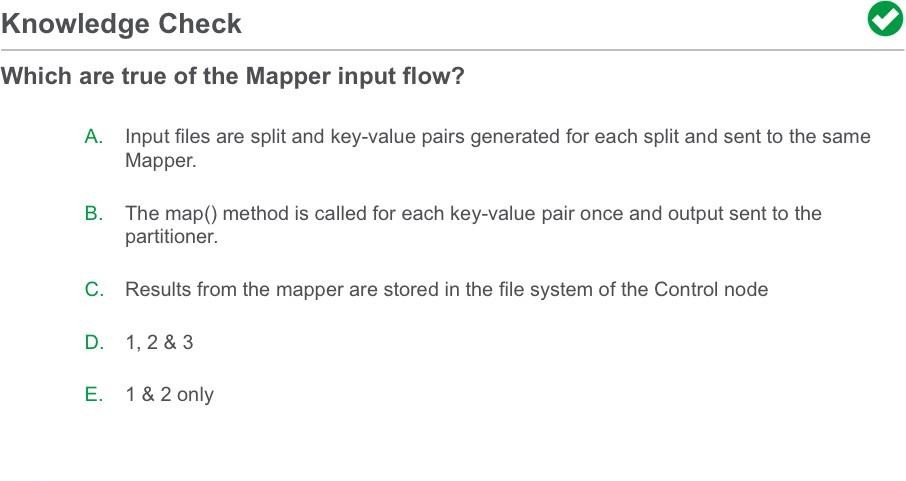 Knowledge Check
Which are true of the Mapper input flow?
A. Input files are split and key-value pairs generated for each split and sent to the same
Mapper.
B. The map() method is called for each key-value pair once and output sent to the
partitioner.
C. Results from the mapper are stored in the file system of the Control node
D. 1, 2 & 3
E. 1 & 2 only